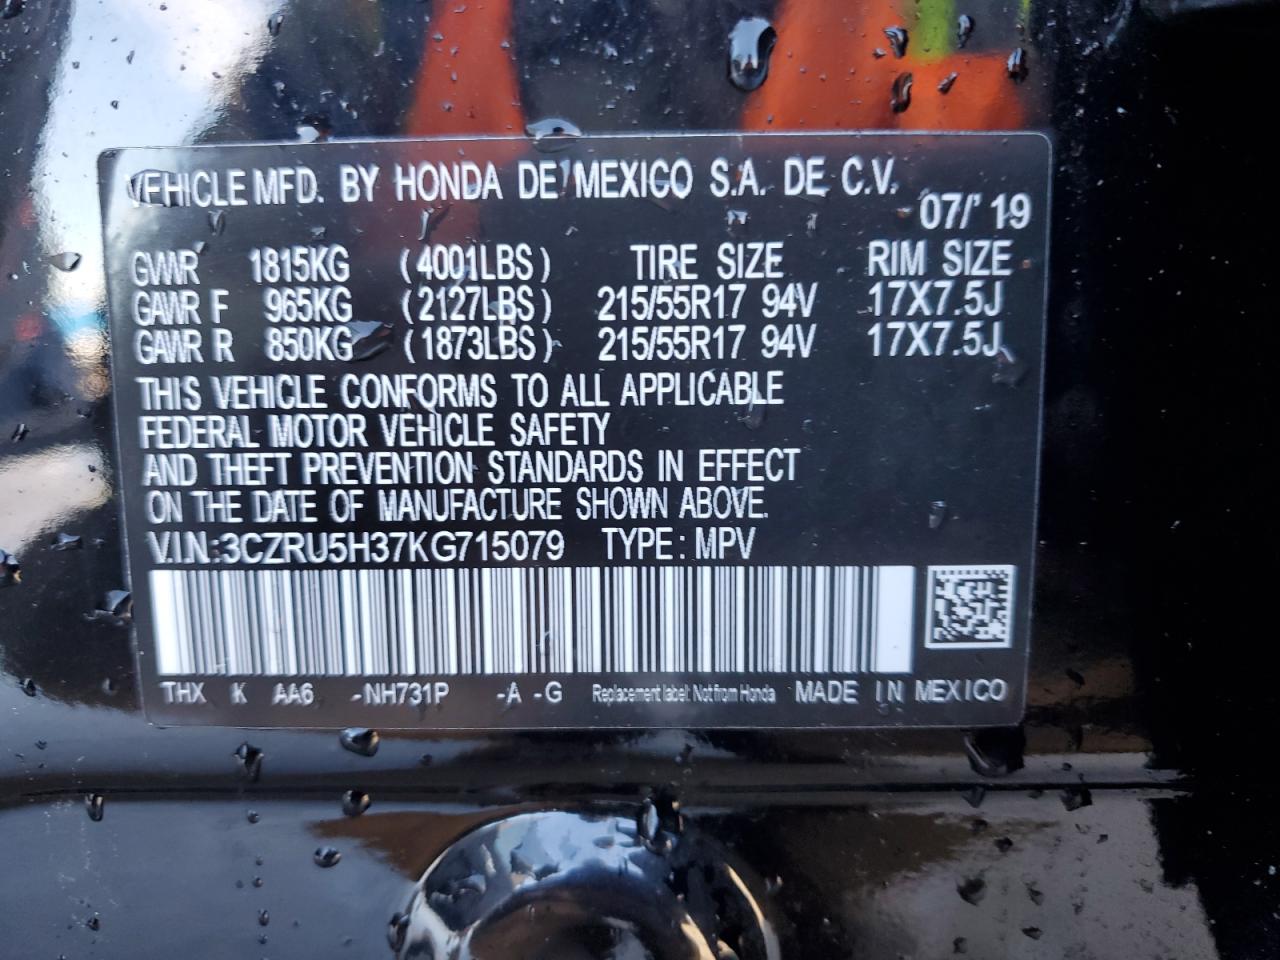 VEHICLE MFD. BY HONDA DE MEXICO S.A. DE C.V.
07/'19
GVWR 1815KG (4001LBS) TIRE SIZE RIM SIZE
GAWR F 965KG (2127LBS) 215/55R17 94V 17X7.5J
GAWR R 850KG (1873LBS) 215/55R17 94V 17X7.5J
THIS VEHICLE CONFORMS TO ALL APPLICABLE
FEDERAL MOTOR VEHICLE SAFETY
AND THEFT PREVENTION STANDARDS IN EFFECT
ON THE DATE OF MANUFACTURE SHOWN ABOVE.
V.I.N.:3CZRU5H37KG715079 TYPE: MPV
THX K AA6 -NH731P -A -G Replacement label: Not from Honda MADE IN MEXICO